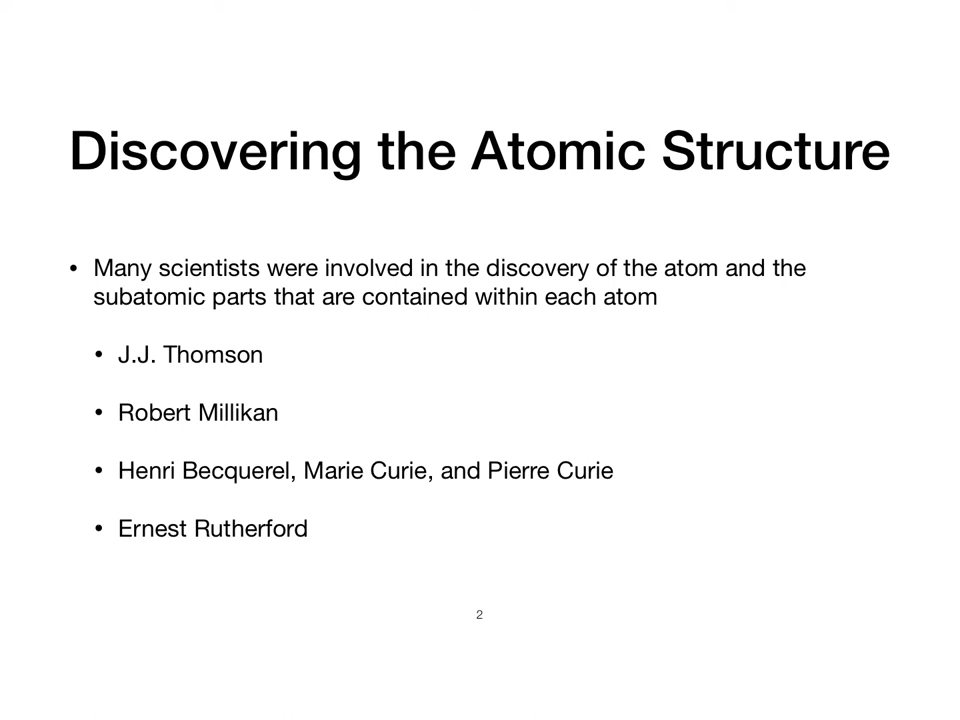 Discovering the Atomic Structure
• Many scientists were involved in the discovery of the atom and the
subatomic parts that are contained within each atom
• J.J. Thomson
• Robert Millikan
• Henri Becquerel, Marie Curie, and Pierre Curie
• Ernest Rutherford
2